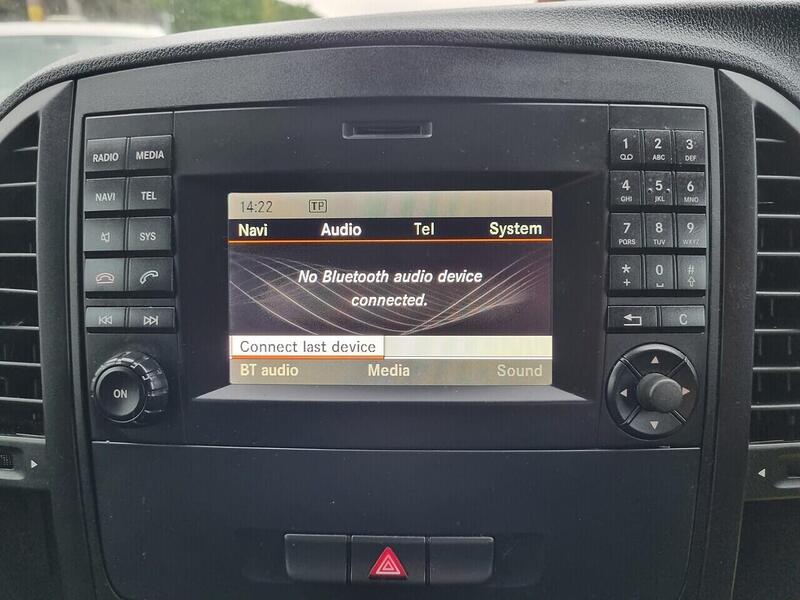 RADIO MEDIA
NAVI TEL
SYS
ON
14:22 TP
Navi Audio Tel System
No Bluetooth audio device
connected.
Connect last device
BT audio Media Sound
1 2 3
ABC DEF
4 5 6
GHI JKL MNO
7 8 9
PQRS TUV WXYZ
* 0 #
+
C